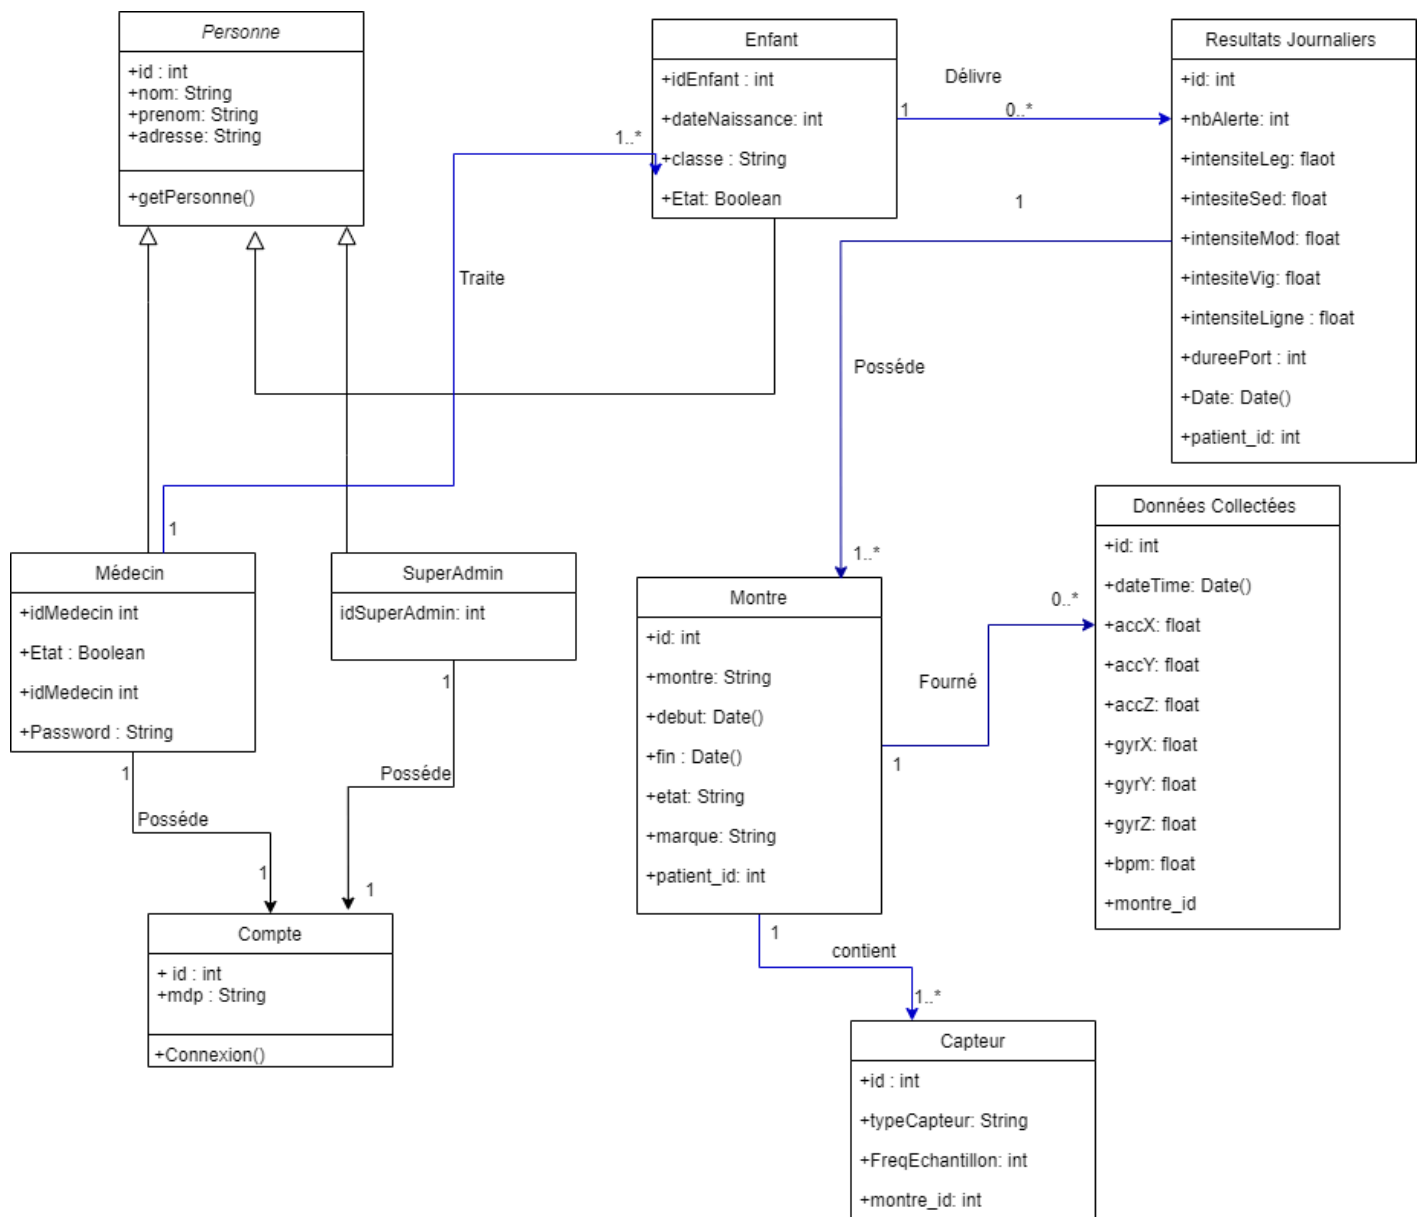 Personne
+id : int
+nom: String
+prenom: String
+adresse: String
+getPersonne()
Enfant
+idEnfant : int
+dateNaissance: int
+classe : String
+Etat: Boolean
Délivre
1
0..*
Resultats Journaliers
+id: int
+nbAlerte: int
+intensiteLeg: flaot
+intesiteSed: float
+intensiteMod: float
+intesiteVig: float
+intensiteLigne : float
+dureePort : int
+Date: Date()
+patient_id: int
1..*
Traite
1
1
Posséde
1..*
Médecin
+idMedecin int
+Etat : Boolean
+idMedecin int
+Password : String
SuperAdmin
idSuperAdmin: int
Montre
+id: int
+montre: String
+debut: Date()
+fin : Date()
+etat: String
+marque: String
+patient_id: int
Données Collectées
+id: int
+dateTime: Date()
+accX: float
+accY: float
+accZ: float
+gyrX: float
+gyrY: float
+gyrZ: float
+bpm: float
+montre_id
0..*
Fourné
1
1
Posséde
1
1
Posséde
1
Compte
+ id : int
+mdp : String
+Connexion()
1
contient
1..*
Capteur
+id : int
+typeCapteur: String
+FreqEchantillon: int
+montre_id: int